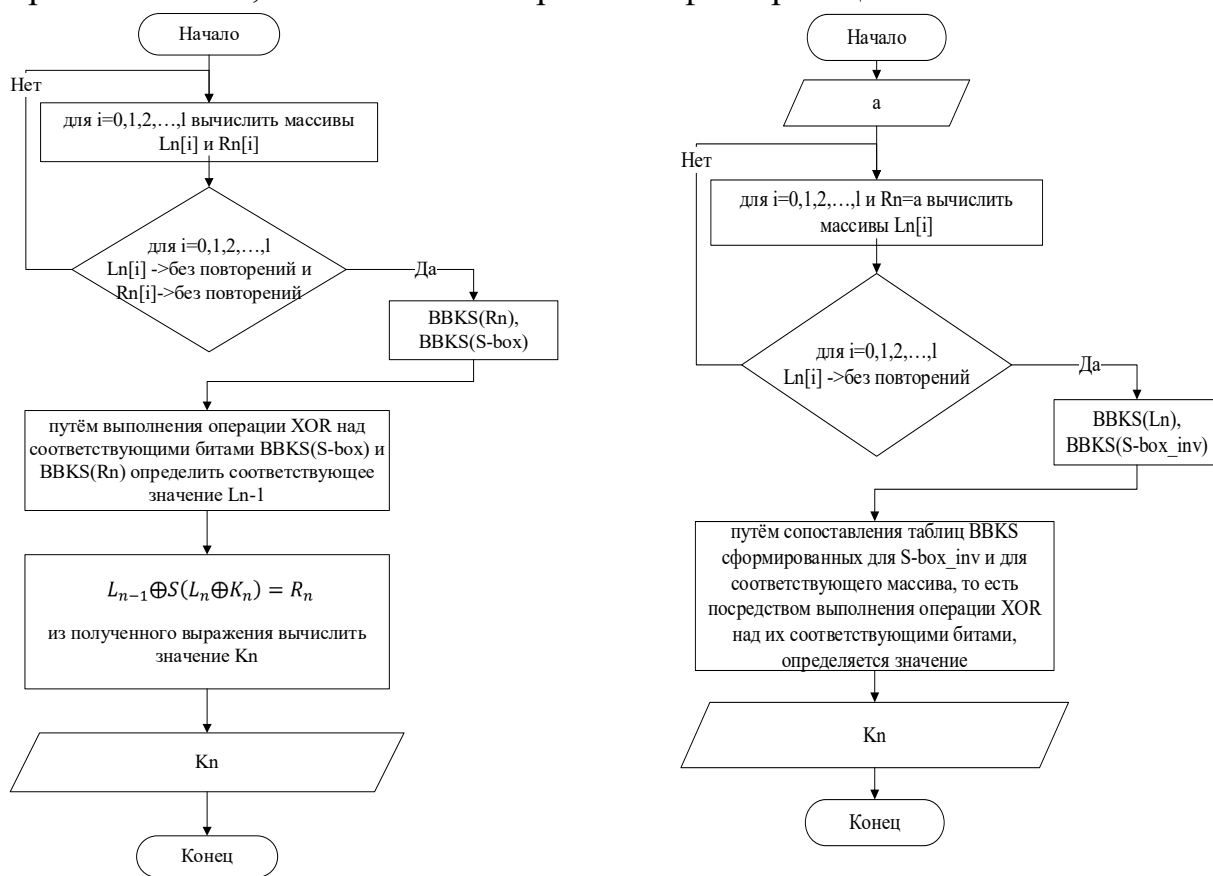 Начало
Нет
для i=0,1,2,…,l вычислить массивы
Ln[i] и Rn[i]
для i=0,1,2,…,l
Ln[i] ->без повторений и
Rn[i]->без повторений
Да
BBKS(Rn),
BBKS(S-box)
путём выполнения операции XOR над
соответствующими битами BBKS(S-box) и
BBKS(Rn) определить соответствующее
значение Ln-1
𝐿𝑛−1⊕𝑆(𝐿𝑛⊕𝐾𝑛) = 𝑅𝑛
из полученного выражения вычислить
значение Kn
Kn
Конец
Начало
a
Нет
для i=0,1,2,…,l и Rn=a вычислить
массивы Ln[i]
для i=0,1,2,…,l
Ln[i] ->без повторений
Да
BBKS(Ln),
BBKS(S-box_inv)
путём сопоставления таблиц BBKS
сформированных для S-box_inv и для
соответствующего массива, то есть
посредством выполнения операции XOR
над их соответствующими битами,
определяется значение
Kn
Конец